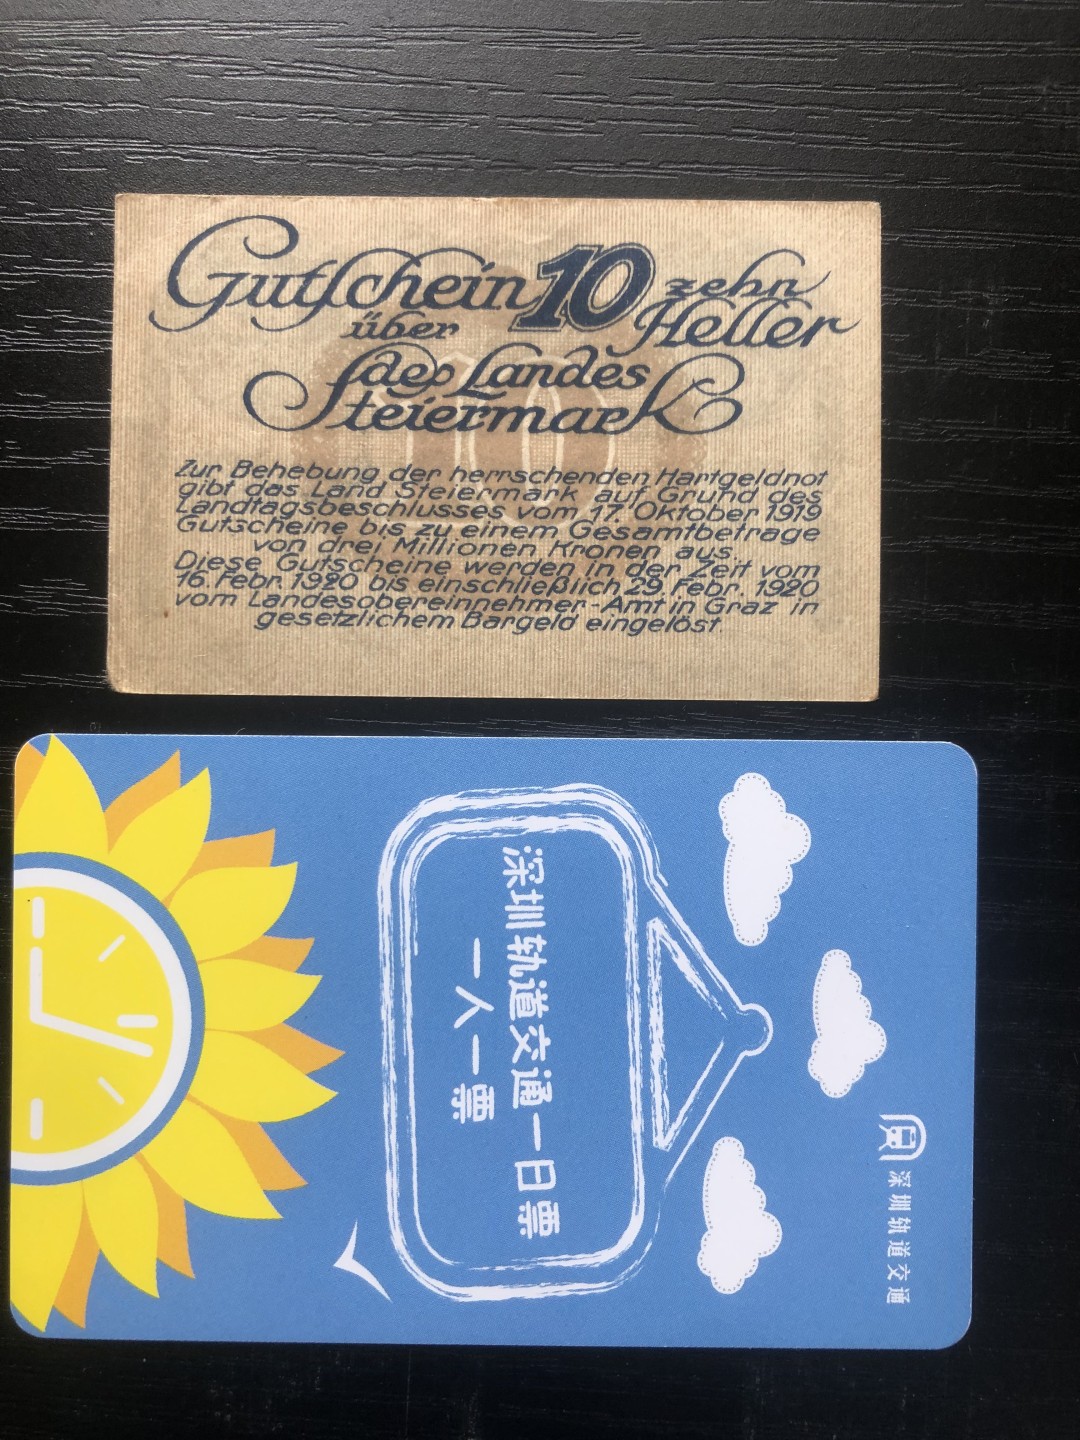 Gutschein 10 zehn
über Heller
des Landes
Steiermark
Zur Behebung der herrschenden Hartgeldnot
gibt das Land Steiermark auf Grund des
Landtagsbeschlusses vom 17. Oktober 1919
Gutscheine bis zu einem Gesamtbetrage
von drei Millionen Kronen aus.
Diese Gutscheine werden in der Zeit vom
16. Febr. 1920 bis einschließlich 29. Febr. 1920
vom Landesobereinnehmer-Amt in Graz in
gesetzlichem Bargeld eingelöst.
10
深圳轨道交通
深圳轨道交通一日票
一人一票